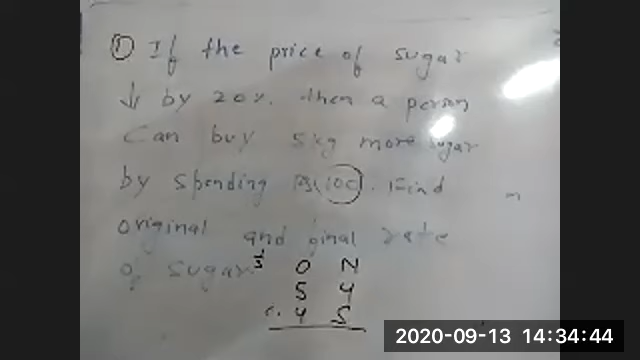 ① If the price of sugar
↓ by 20%. then a person
Can buy 5kg more sugar
by spending Rs(100). Find
original and final rate
of sugar.
O N
5 4
c. 4 5
2020-09-13 14:34:44